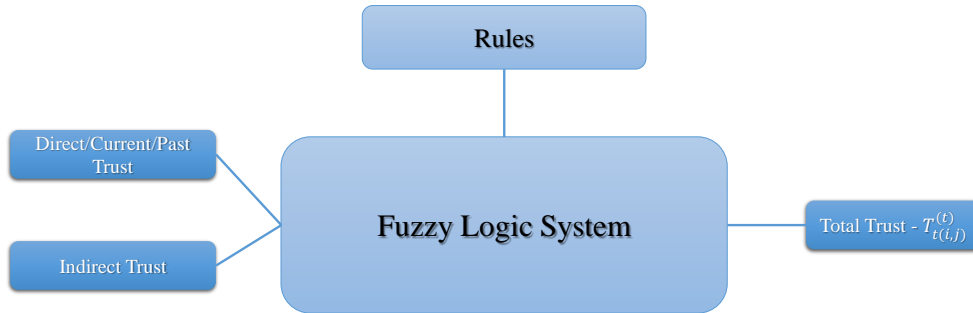 Rules
Direct/Current/Past
Trust
Fuzzy Logic System
Total Trust - $T_{t(i,j)}^{(t)}$
Indirect Trust